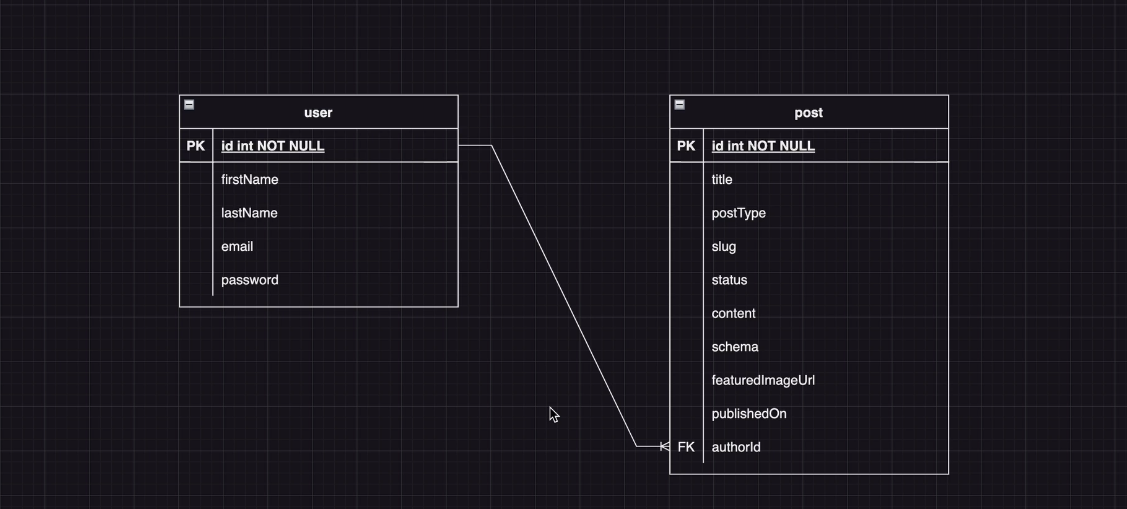 user
PK id int NOT NULL
firstName
lastName
email
password
post
PK id int NOT NULL
title
postType
slug
status
content
schema
featuredImageUrl
publishedOn
FK authorId